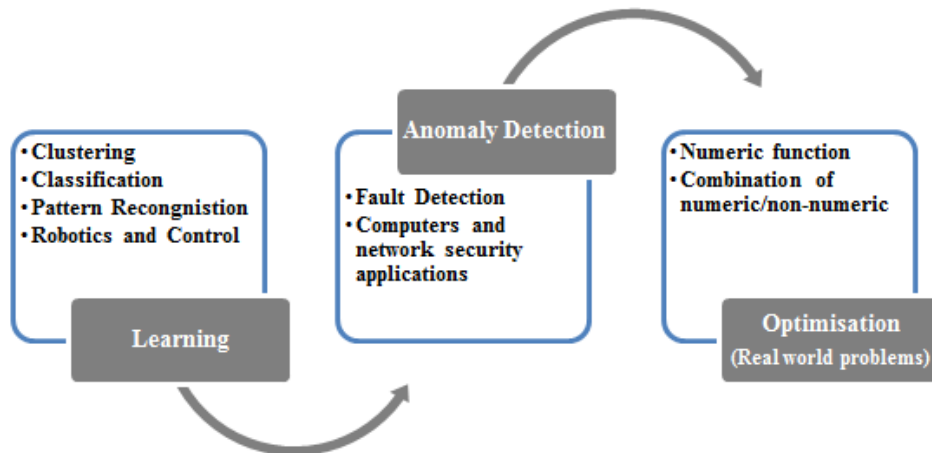 • Clustering
• Classification
• Pattern Recongnistion
• Robotics and Control
Learning
Anomaly Detection
• Fault Detection
• Computers and
network security
applications
• Numeric function
• Combination of
numeric/non-numeric
Optimisation
(Real world problems)